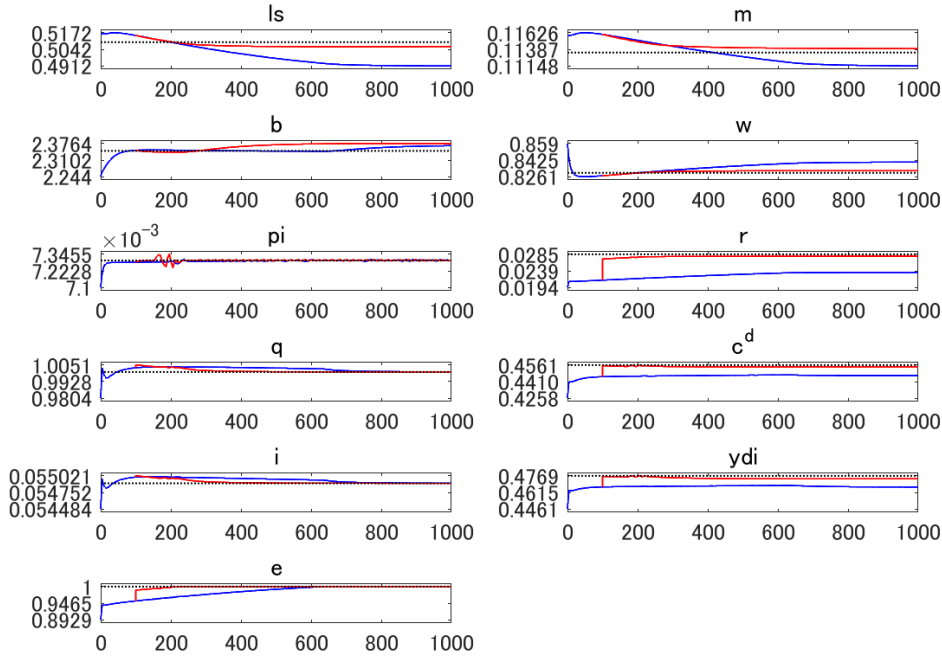 ls
0.5172
0.5042
0.4912
0 200 400 600 800 1000
m
0.11626
0.11387
0.11148
0 200 400 600 800 1000
b
2.3764
2.3102
2.244
0 200 400 600 800 1000
w
0.859
0.8425
0.8261
0 200 400 600 800 1000
pi
×10^-3
7.3455
7.2228
7.1
0 200 400 600 800 1000
r
0.0285
0.0239
0.0194
0 200 400 600 800 1000
q
1.0051
0.9928
0.9804
0 200 400 600 800 1000
c^d
0.4561
0.4410
0.4258
0 200 400 600 800 1000
i
0.055021
0.054752
0.054484
0 200 400 600 800 1000
ydi
0.4769
0.4615
0.4461
0 200 400 600 800 1000
e
1
0.9465
0.8929
0 200 400 600 800 1000